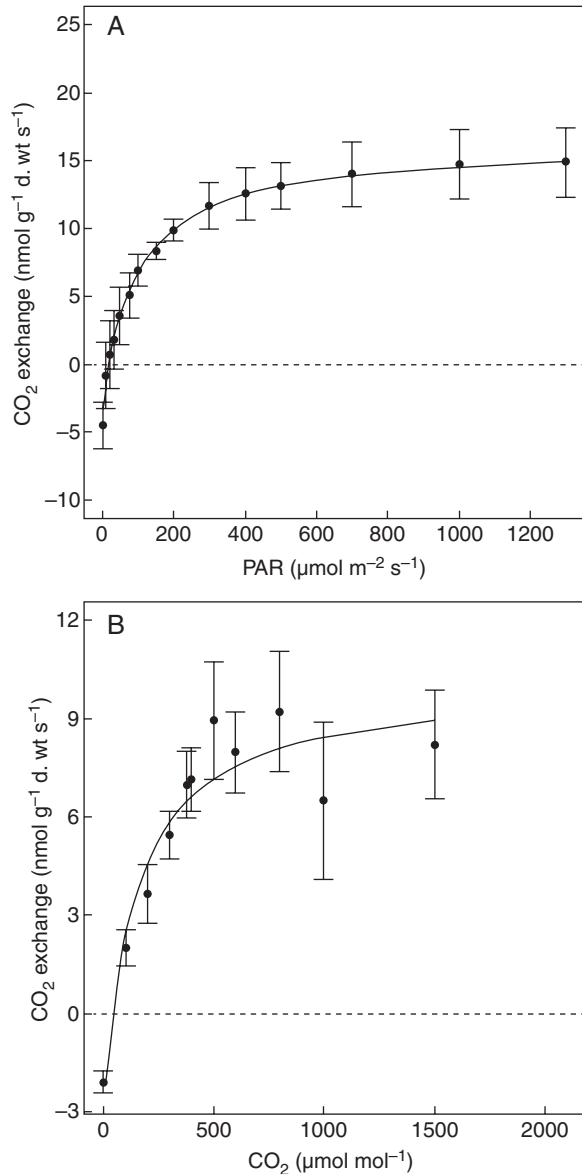 A
25
20
15
10
5
0
−5
−10
CO₂ exchange (nmol g⁻¹ d. wt s⁻¹)
0 200 400 600 800 1000 1200
PAR (µmol m⁻² s⁻¹)
B
12
9
6
3
0
−3
CO₂ exchange (nmol g⁻¹ d. wt s⁻¹)
0 500 1000 1500 2000
CO₂ (µmol mol⁻¹)